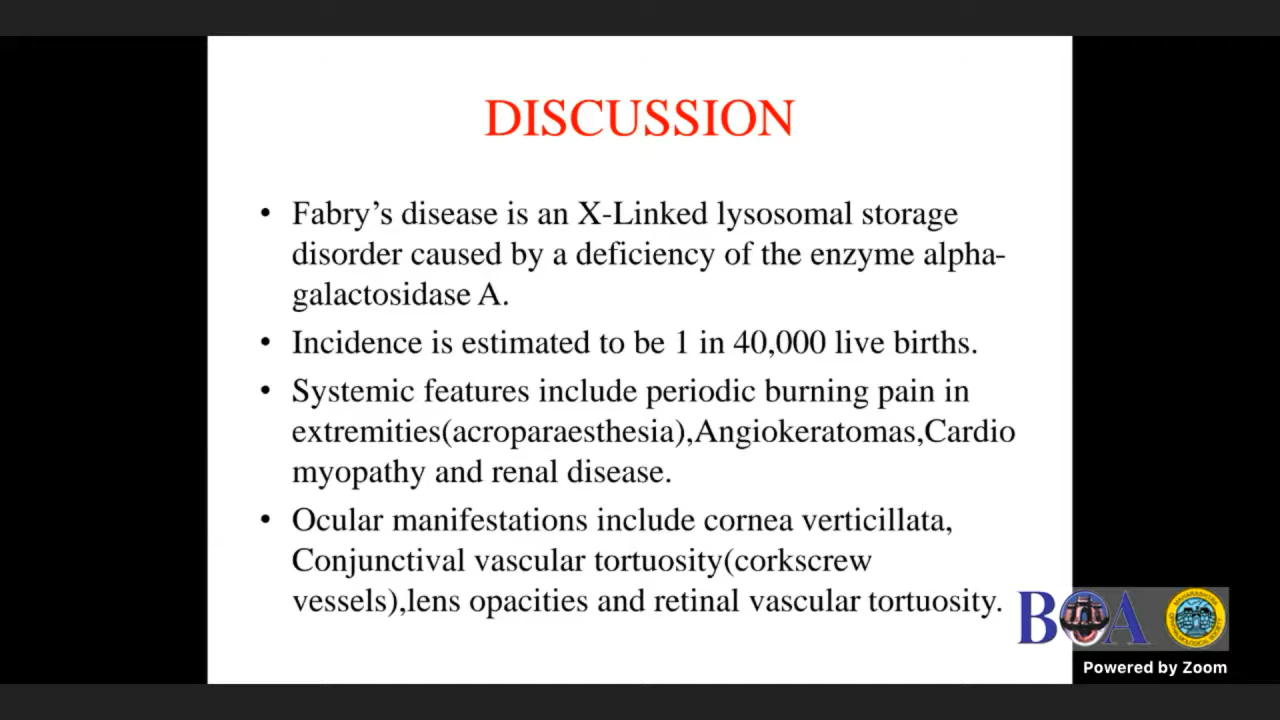 DISCUSSION
• Fabry’s disease is an X-Linked lysosomal storage
disorder caused by a deficiency of the enzyme alpha-
galactosidase A.
• Incidence is estimated to be 1 in 40,000 live births.
• Systemic features include periodic burning pain in
extremities(acroparaesthesia),Angiokeratomas,Cardio
myopathy and renal disease.
• Ocular manifestations include cornea verticillata,
Conjunctival vascular tortuosity(corkscrew
vessels),lens opacities and retinal vascular tortuosity.
BOA
MAHARASHTRA
OPHTHALMOLOGICAL SOCIETY
Powered by Zoom